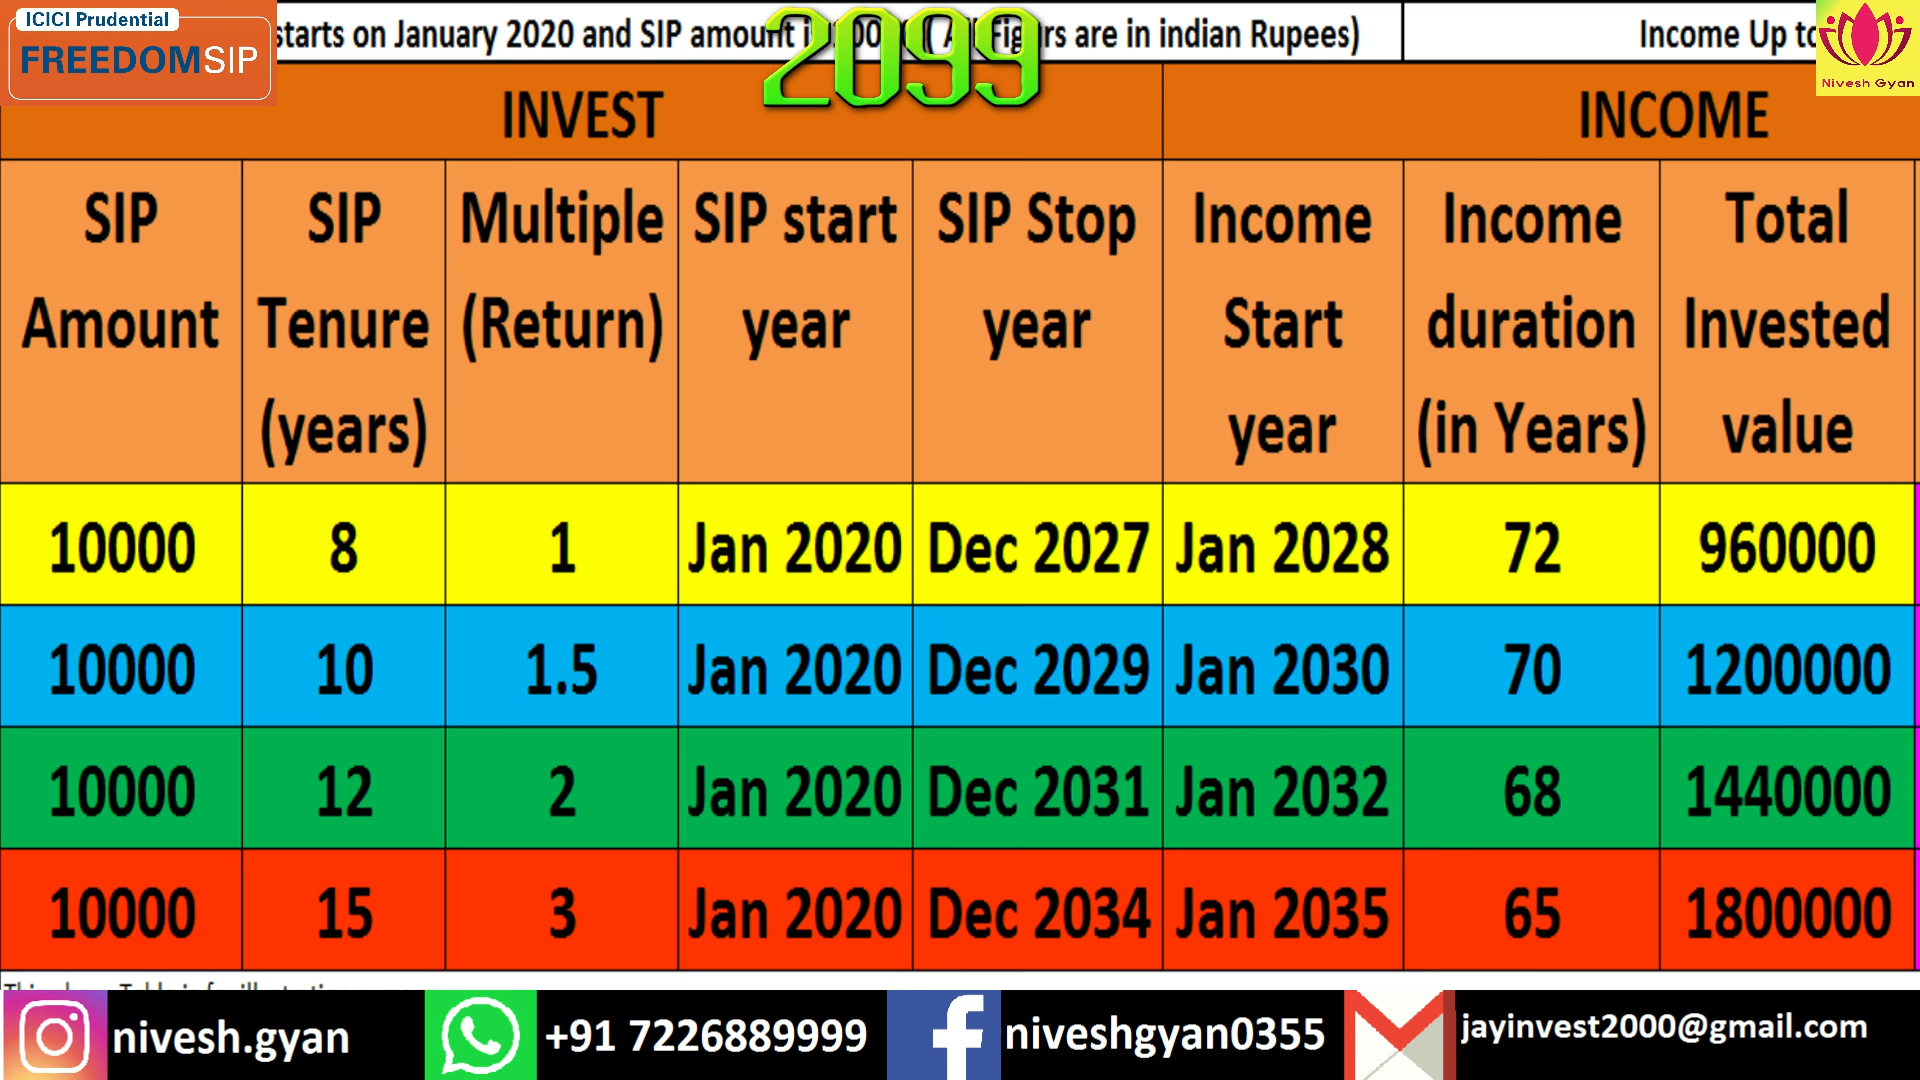 ICICI Prudential
FREEDOMSIP
starts on January 2020 and SIP amount
are in indian Rupees)
2099
Income Up to
Nivesh Gyan
INVEST
INCOME
SIP Amount
SIP Tenure (years)
Multiple (Return)
SIP start year
SIP Stop year
Income Start year
Income duration (in Years)
Total Invested value
10000 8 1 Jan 2020 Dec 2027 Jan 2028 72 960000
10000 10 1.5 Jan 2020 Dec 2029 Jan 2030 70 1200000
10000 12 2 Jan 2020 Dec 2031 Jan 2032 68 1440000
10000 15 3 Jan 2020 Dec 2034 Jan 2035 65 1800000
nivesh.gyan
+91 7226889999
niveshgyan0355
jayinvest2000@gmail.com